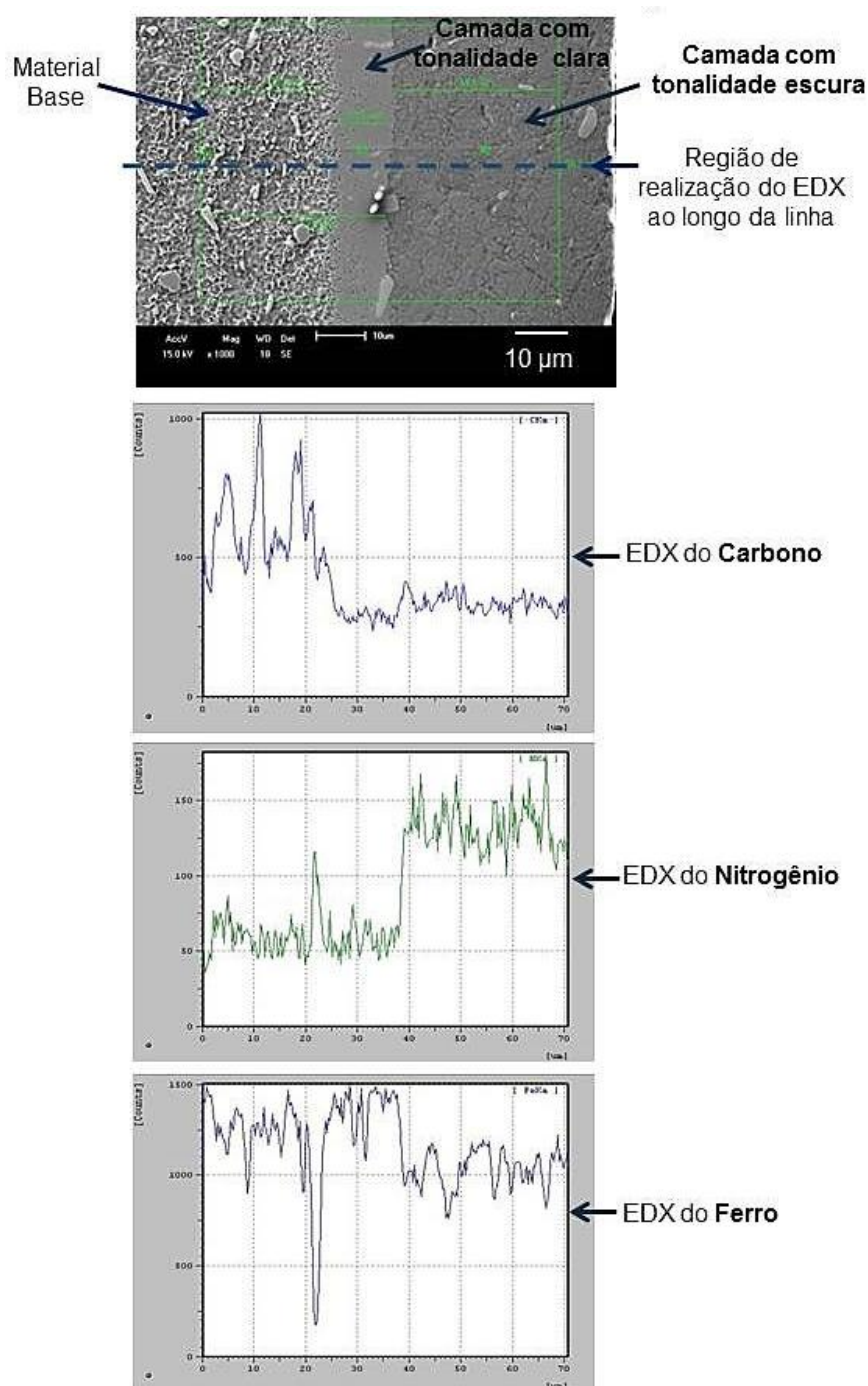 Camada com
tonalidade clara
Material
Base
Camada com
tonalidade escura
Região de
realização do EDX
ao longo da linha
AccV Mag WD Det
15.0 kV x 1000 10 SE
10um
10 µm
[Counts]
1000
500
0
0 10 20 30 40 50 60 70
[um]
EDX do Carbono
[Counts]
150
100
50
0
0 10 20 30 40 50 60 70
[um]
EDX do Nitrogênio
[Counts]
1500
1000
500
0
0 10 20 30 40 50 60 70
EDX do Ferro